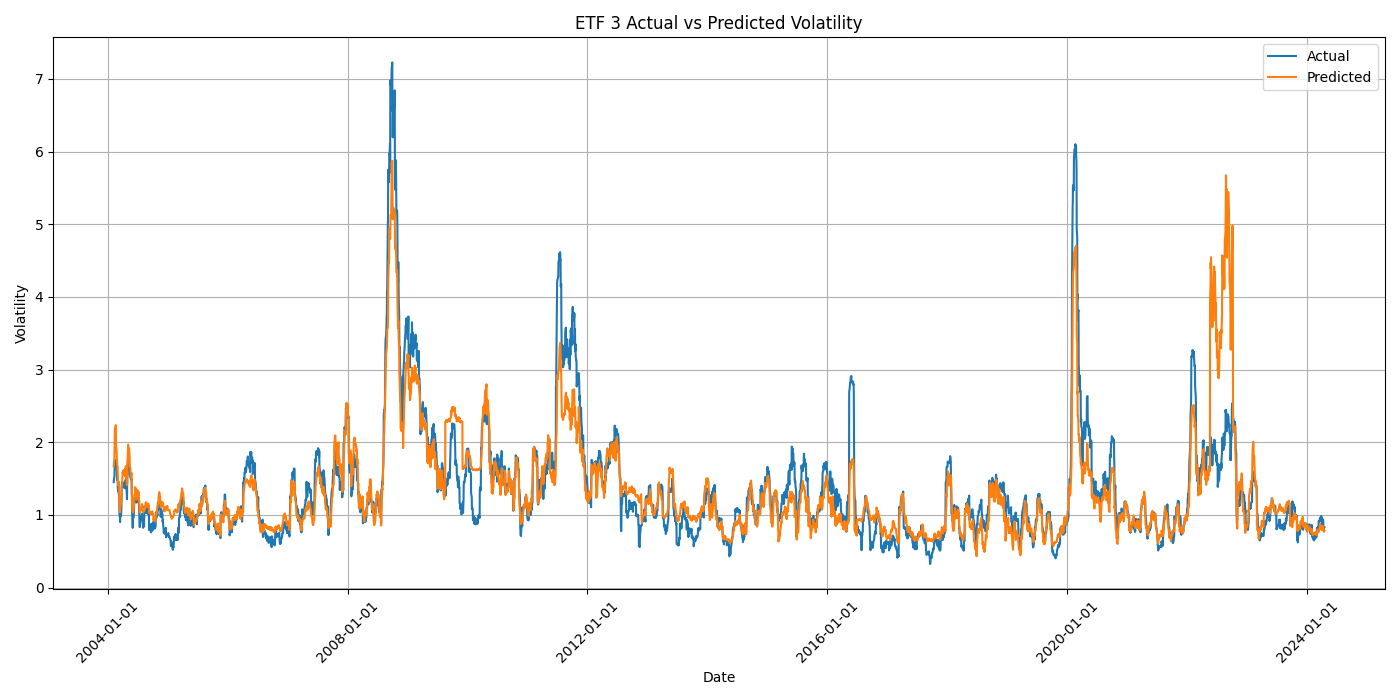 ETF 3 Actual vs Predicted Volatility
Actual
Predicted
Volatility
7
6
5
4
3
2
1
0
2004-01-01
2008-01-01
2012-01-01
2016-01-01
2020-01-01
2024-01-01
Date